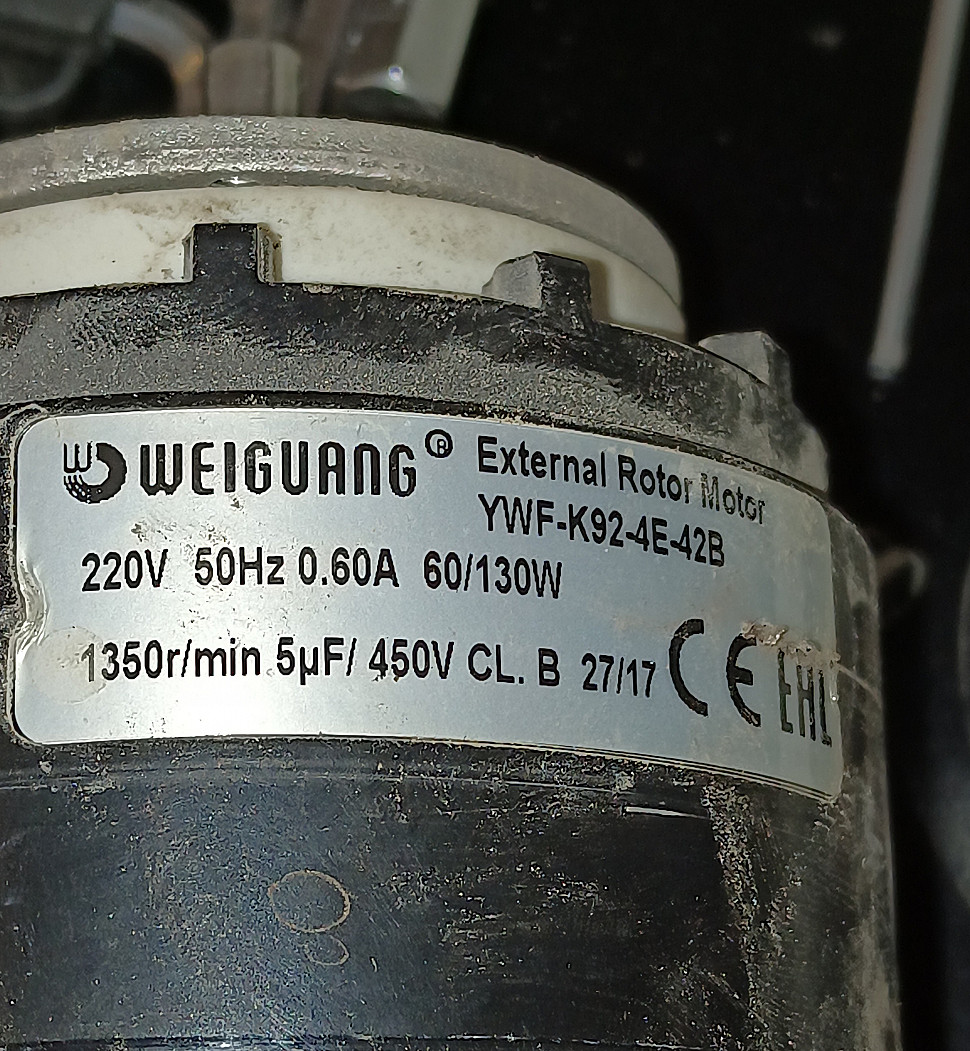 WEIGUANG® External Rotor Motor
YWF-K92-4E-42B
220V 50Hz 0.60A 60/130W
1350r/min 5µF/ 450V CL. B 27/17 CE EAC